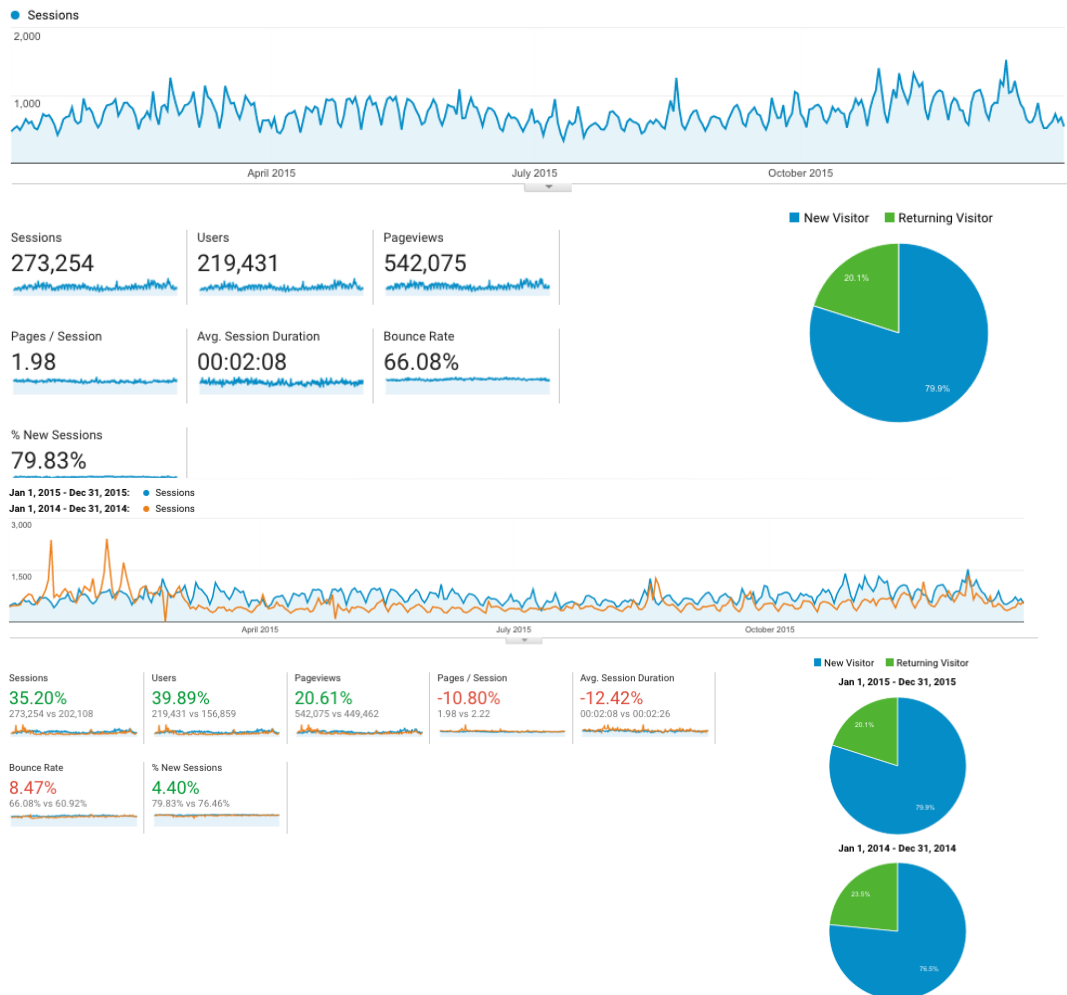 Sessions
2,000
1,000
April 2015 July 2015 October 2015
New Visitor Returning Visitor
Sessions Users Pageviews
273,254 219,431 542,075
20.1%
79.9%
Pages / Session Avg. Session Duration Bounce Rate
1.98 00:02:08 66.08%
% New Sessions
79.83%
Jan 1, 2015 - Dec 31, 2015: Sessions
Jan 1, 2014 - Dec 31, 2014: Sessions
3,000
1,500
April 2015 July 2015 October 2015
Sessions Users Pageviews Pages / Session Avg. Session Duration
35.20% 39.89% 20.61% -10.80% -12.42%
273,254 vs 202,108 219,431 vs 156,859 542,075 vs 449,462 1.98 vs 2.22 00:02:08 vs 00:02:26
Bounce Rate % New Sessions
8.47% 4.40%
66.08% vs 60.92% 79.83% vs 76.46%
New Visitor Returning Visitor
Jan 1, 2015 - Dec 31, 2015
20.1%
79.9%
Jan 1, 2014 - Dec 31, 2014
23.5%
76.5%